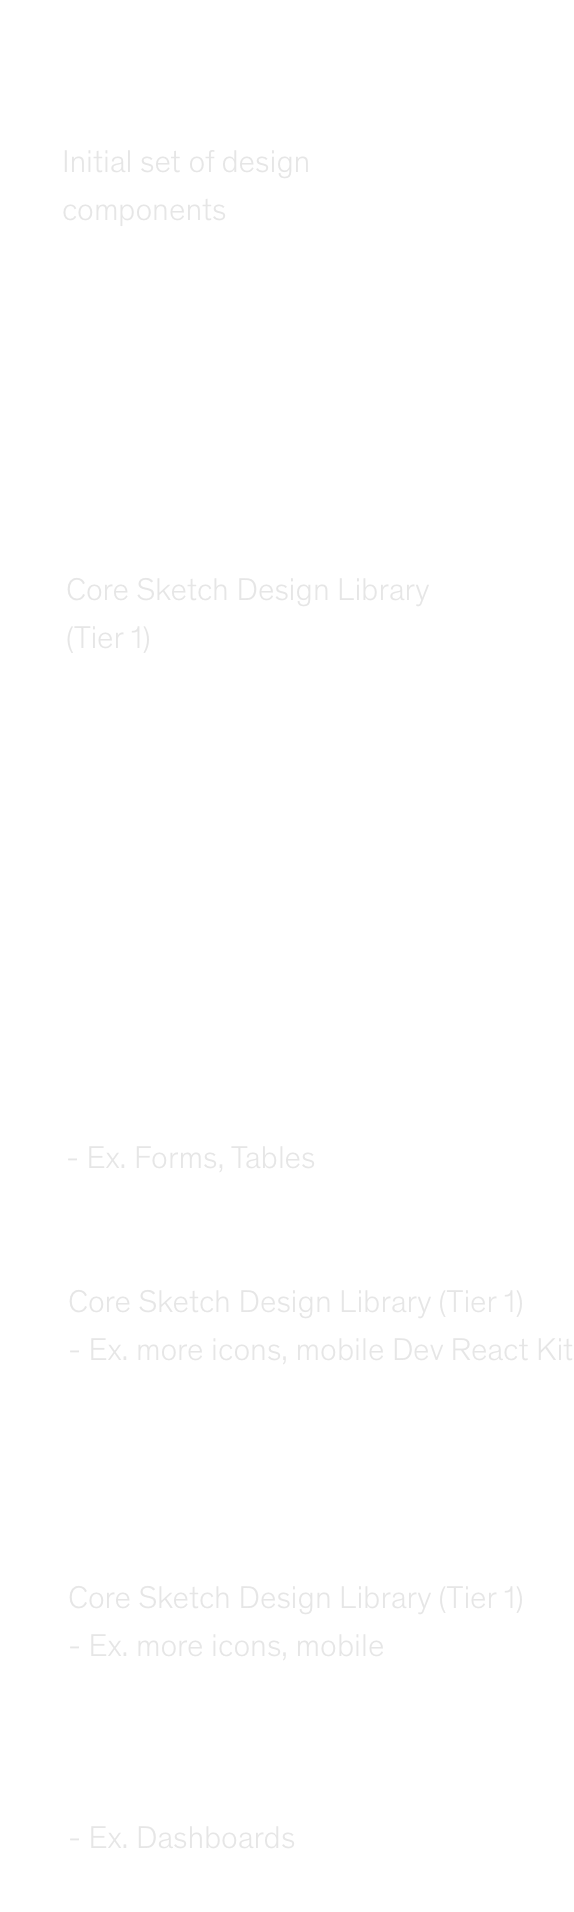 Initial set of design
components
Core Sketch Design Library
(Tier 1)
- Ex. Forms, Tables
Core Sketch Design Library (Tier 1)
- Ex. more icons, mobile Dev React Kit
Core Sketch Design Library (Tier 1)
- Ex. more icons, mobile
- Ex. Dashboards